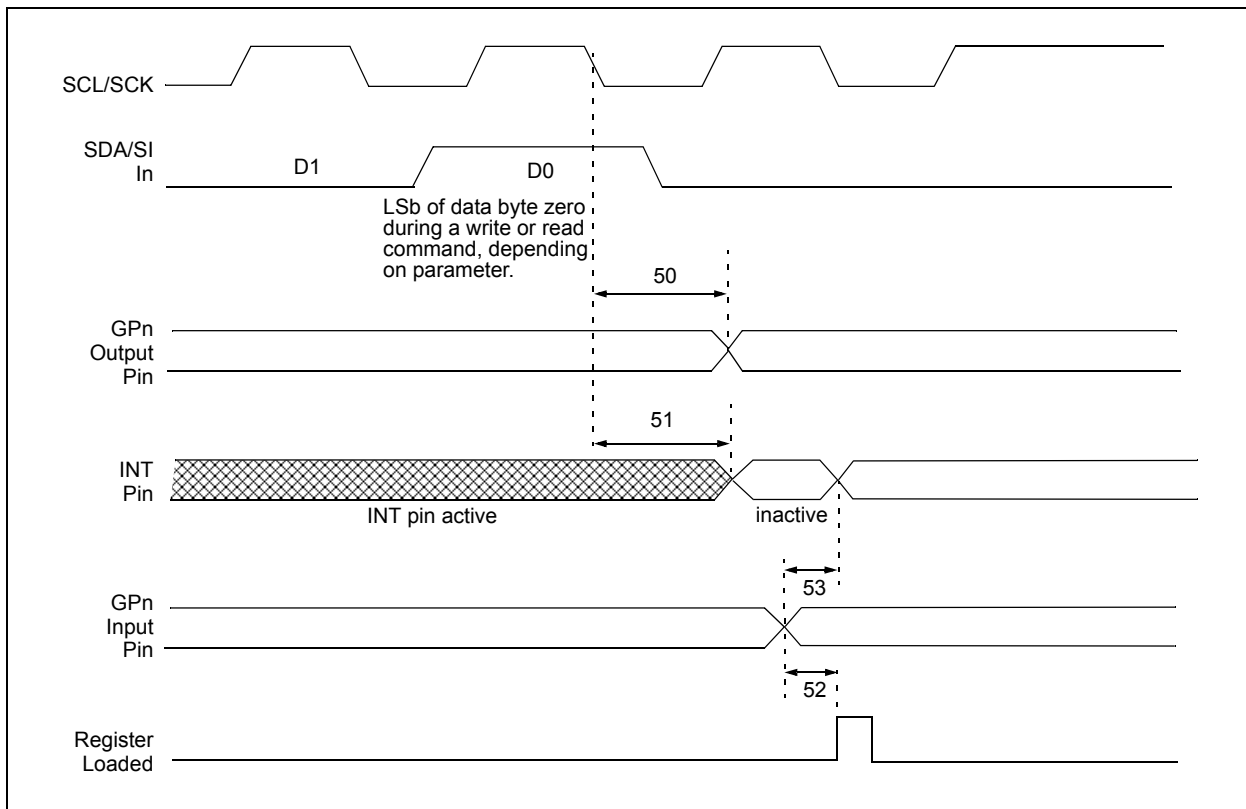 SCL/SCK
SDA/SI
In
D1
D0
LSb of data byte zero
during a write or read
command, depending
on parameter.
50
GPn
Output
Pin
51
INT
Pin
INT pin active
inactive
53
GPn
Input
Pin
52
Register
Loaded